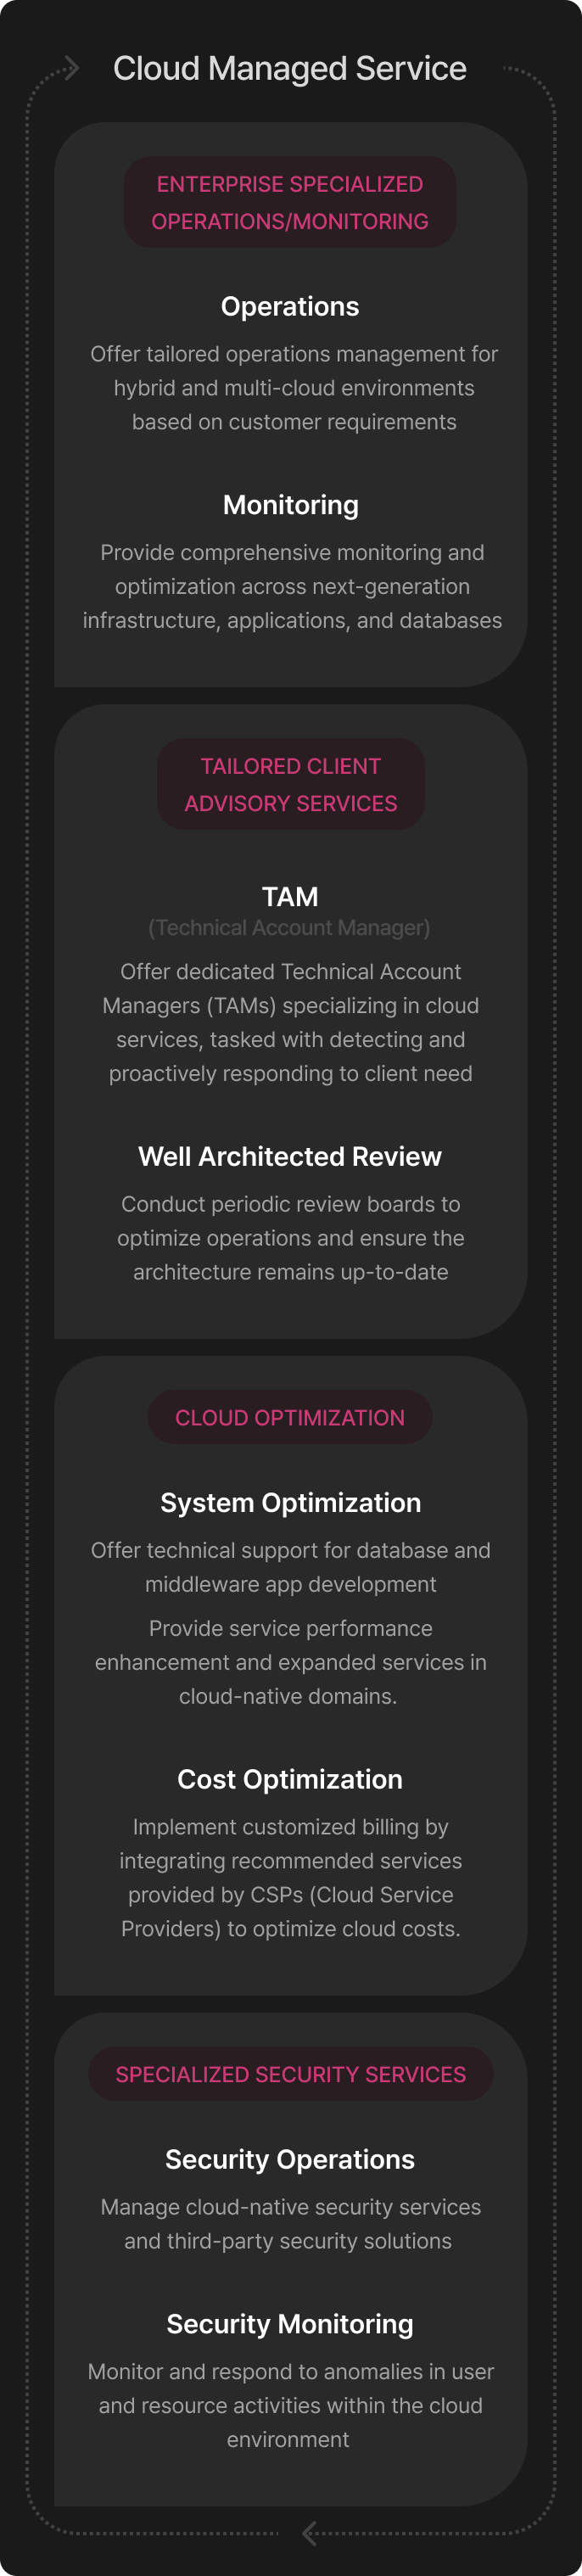 Cloud Managed Service
ENTERPRISE SPECIALIZED
OPERATIONS/MONITORING
Operations
Offer tailored operations management for
hybrid and multi-cloud environments
based on customer requirements
Monitoring
Provide comprehensive monitoring and
optimization across next-generation
infrastructure, applications, and databases
TAILORED CLIENT
ADVISORY SERVICES
TAM
(Technical Account Manager)
Offer dedicated Technical Account
Managers (TAMs) specializing in cloud
services, tasked with detecting and
proactively responding to client need
Well Architected Review
Conduct periodic review boards to
optimize operations and ensure the
architecture remains up-to-date
CLOUD OPTIMIZATION
System Optimization
Offer technical support for database and
middleware app development
Provide service performance
enhancement and expanded services in
cloud-native domains.
Cost Optimization
Implement customized billing by
integrating recommended services
provided by CSPs (Cloud Service
Providers) to optimize cloud costs.
SPECIALIZED SECURITY SERVICES
Security Operations
Manage cloud-native security services
and third-party security solutions
Security Monitoring
Monitor and respond to anomalies in user
and resource activities within the cloud
environment